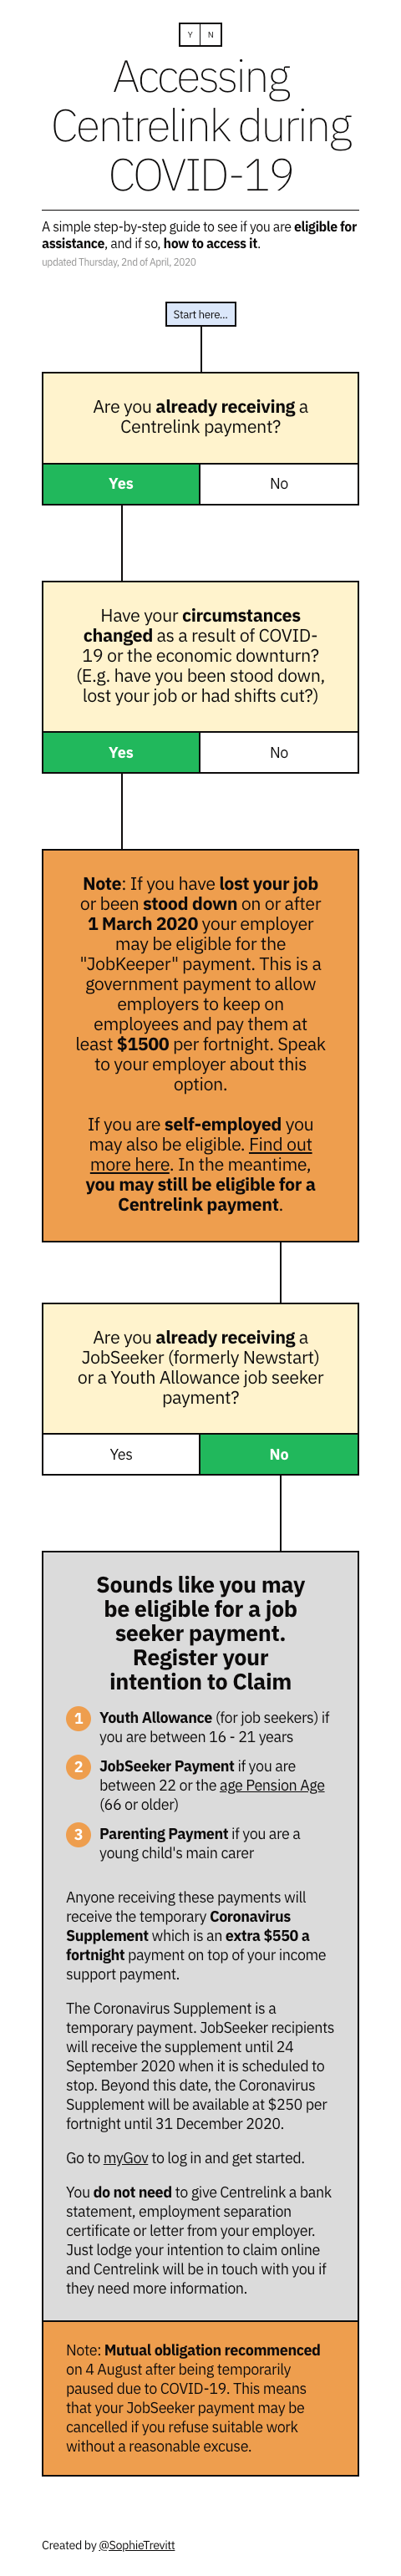 Y N
Accessing
Centrelink during
COVID-19
A simple step-by-step guide to see if you are eligible for
assistance, and if so, how to access it.
updated Thursday, 2nd of April, 2020
Start here...
Are you already receiving a
Centrelink payment?
Yes No
Have your circumstances
changed as a result of COVID-
19 or the economic downturn?
(E.g. have you been stood down,
lost your job or had shifts cut?)
Yes No
Note: If you have lost your job
or been stood down on or after
1 March 2020 your employer
may be eligible for the
"JobKeeper" payment. This is a
government payment to allow
employers to keep on
employees and pay them at
least $1500 per fortnight. Speak
to your employer about this
option.
If you are self-employed you
may also be eligible. Find out
more here. In the meantime,
you may still be eligible for a
Centrelink payment.
Are you already receiving a
JobSeeker (formerly Newstart)
or a Youth Allowance job seeker
payment?
Yes No
Sounds like you may
be eligible for a job
seeker payment.
Register your
intention to Claim
1 Youth Allowance (for job seekers) if
you are between 16 - 21 years
2 JobSeeker Payment if you are
between 22 or the age Pension Age
(66 or older)
3 Parenting Payment if you are a
young child's main carer
Anyone receiving these payments will
receive the temporary Coronavirus
Supplement which is an extra $550 a
fortnight payment on top of your income
support payment.
The Coronavirus Supplement is a
temporary payment. JobSeeker recipients
will receive the supplement until 24
September 2020 when it is scheduled to
stop. Beyond this date, the Coronavirus
Supplement will be available at $250 per
fortnight until 31 December 2020.
Go to myGov to log in and get started.
You do not need to give Centrelink a bank
statement, employment separation
certificate or letter from your employer.
Just lodge your intention to claim online
and Centrelink will be in touch with you if
they need more information.
Note: Mutual obligation recommenced
on 4 August after being temporarily
paused due to COVID-19. This means
that your JobSeeker payment may be
cancelled if you refuse suitable work
without a reasonable excuse.
Created by @SophieTrevitt